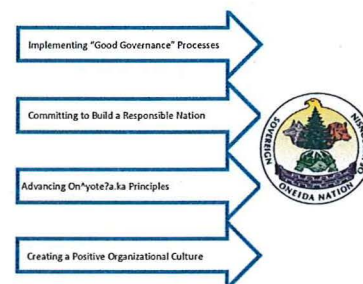 Implementing “Good Governance” Processes
Committing to Build a Responsible Nation
Advancing On^yote?a.ka Principles
Creating a Positive Organizational Culture
SOVEREIGN
ONEIDA NATION